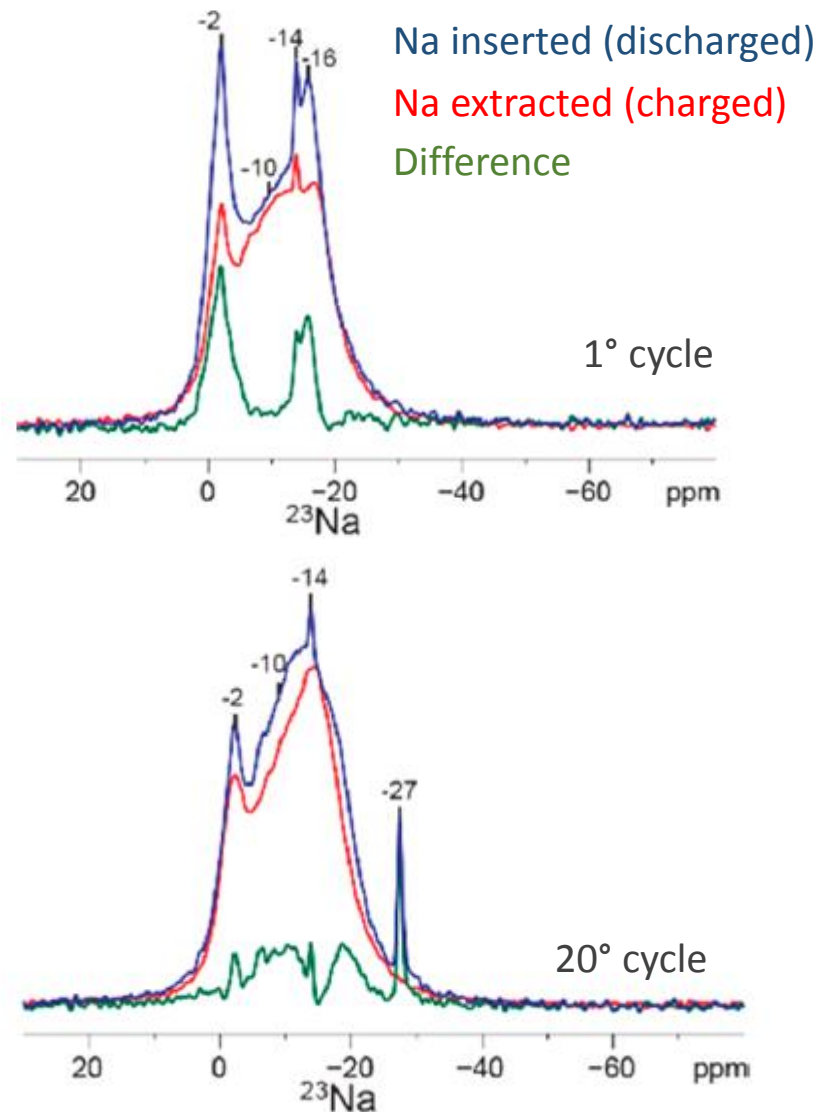 -2
-14
-16
-10
Na inserted (discharged)
Na extracted (charged)
Difference
1° cycle
20 0 -20 -40 -60 ppm
²³Na
-14
-10
-2
-27
20° cycle
20 0 -20 -40 -60 ppm
²³Na